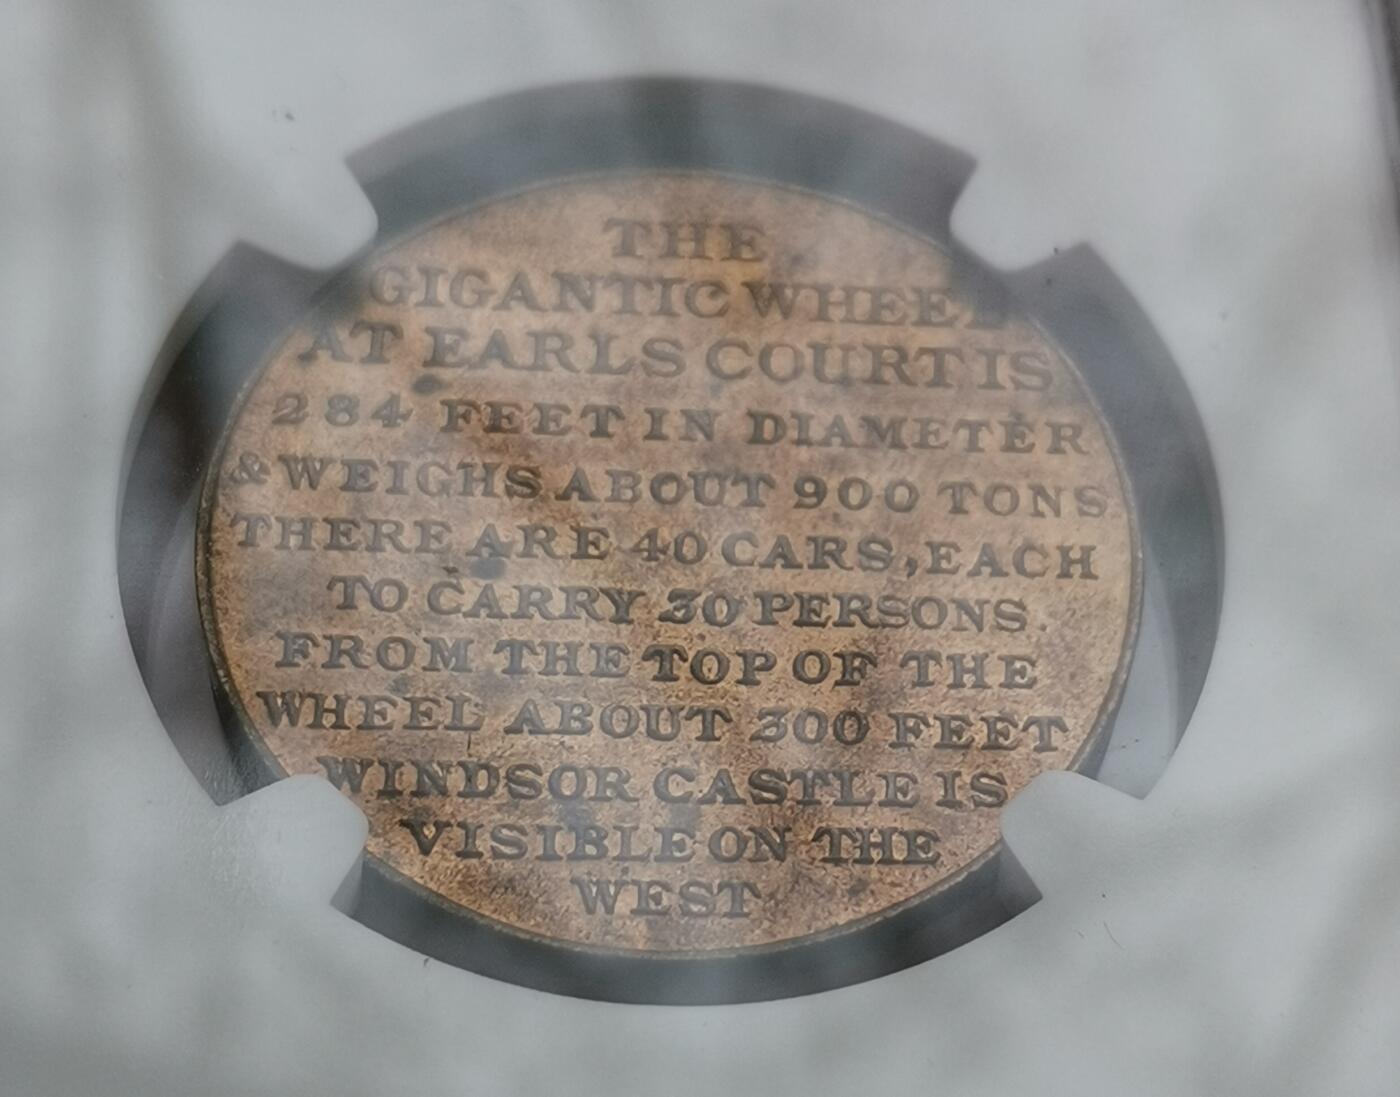 THE
GIGANTIC WHEEL
AT EARLS COURT IS
284 FEET IN DIAMETER
& WEIGHS ABOUT 900 TONS
THERE ARE 40 CARS, EACH
TO CARRY 30 PERSONS.
FROM THE TOP OF THE
WHEEL ABOUT 300 FEET
WINDSOR CASTLE IS
VISIBLE ON THE
WEST